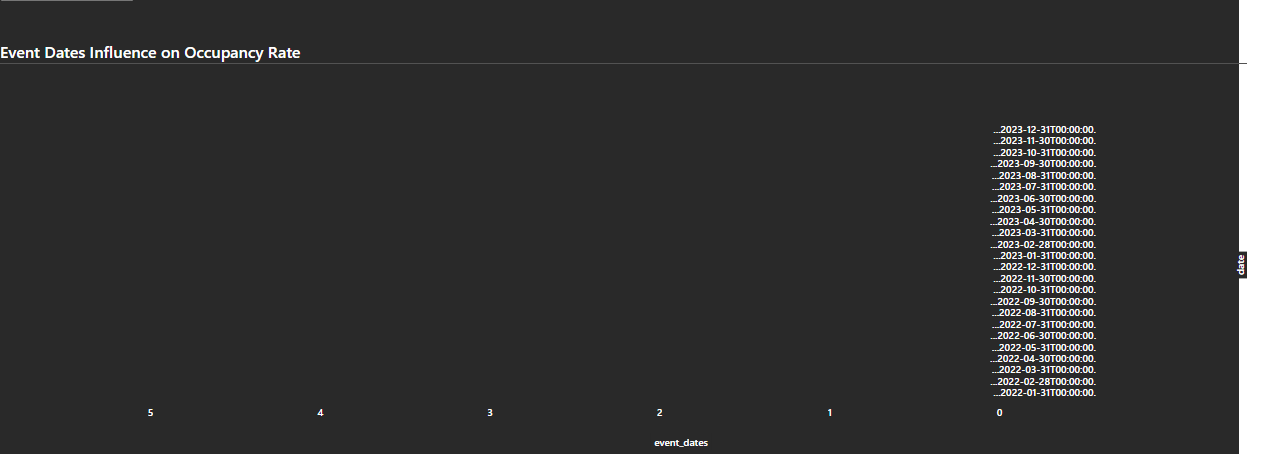 Event Dates Influence on Occupancy Rate
...2023-12-31T00:00:00.
...2023-11-30T00:00:00.
...2023-10-31T00:00:00.
...2023-09-30T00:00:00.
...2023-08-31T00:00:00.
...2023-07-31T00:00:00.
...2023-06-30T00:00:00.
...2023-05-31T00:00:00.
...2023-04-30T00:00:00.
...2023-03-31T00:00:00.
...2023-02-28T00:00:00.
...2023-01-31T00:00:00.
...2022-12-31T00:00:00.
...2022-11-30T00:00:00.
...2022-10-31T00:00:00.
...2022-09-30T00:00:00.
...2022-08-31T00:00:00.
...2022-07-31T00:00:00.
...2022-06-30T00:00:00.
...2022-05-31T00:00:00.
...2022-04-30T00:00:00.
...2022-03-31T00:00:00.
...2022-02-28T00:00:00.
...2022-01-31T00:00:00.
date
5 4 3 2 1 0
event_dates